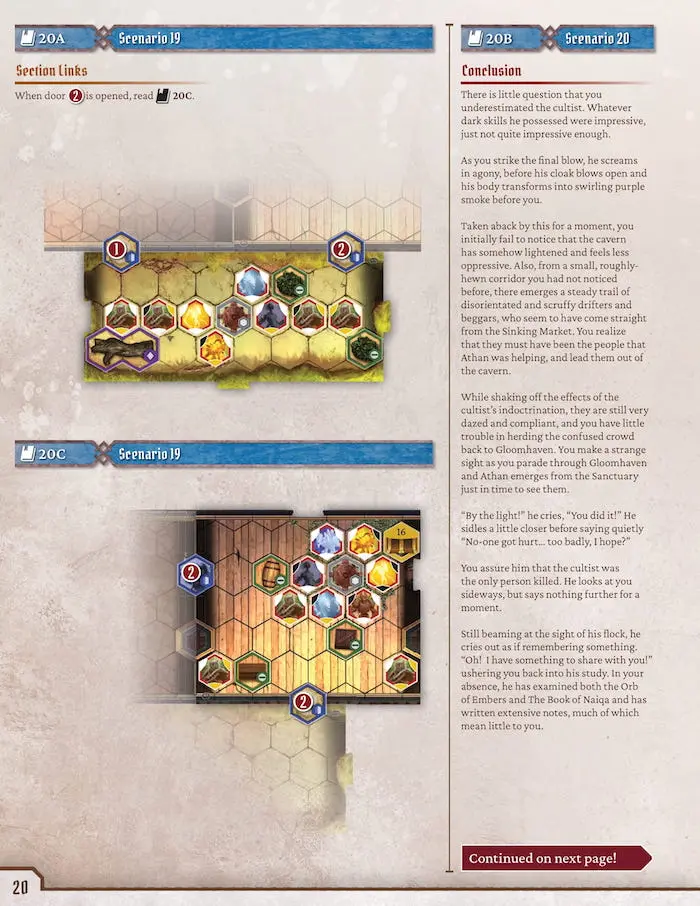 20A
Scenario 19
Section Links
When door 2 is opened, read 20C.
1
2
20C
Scenario 19
16
2
2
20B
Scenario 20
Conclusion
There is little question that you
underestimated the cultist. Whatever
dark skills he possessed were impressive,
just not quite impressive enough.
As you strike the final blow, he screams
in agony, before his cloak blows open and
his body transforms into swirling purple
smoke before you.
Taken aback by this for a moment, you
initially fail to notice that the cavern
has somehow lightened and feels less
oppressive. Also, from a small, roughly-
hewn corridor you had not noticed
before, there emerges a steady trail of
disorientated and scruffy drifters and
beggars, who seem to have come straight
from the Sinking Market. You realize
that they must have been the people that
Athan was helping, and lead them out of
the cavern.
While shaking off the effects of the
cultist's indoctrination, they are still very
dazed and compliant, and you have little
trouble in herding the confused crowd
back to Gloomhaven. You make a strange
sight as you parade through Gloomhaven
and Athan emerges from the Sanctuary
just in time to see them.
“By the light!” he cries, “You did it!” He
sidles a little closer before saying quietly
“No-one got hurt... too badly, I hope?”
You assure him that the cultist was
the only person killed. He looks at you
sideways, but says nothing further for a
moment.
Still beaming at the sight of his flock, he
cries out as if remembering something.
“Oh! I have something to share with you!”
ushering you back into his study. In your
absence, he has examined both the Orb
of Embers and The Book of Naiqa and has
written extensive notes, much of which
mean little to you.
Continued on next page!
20